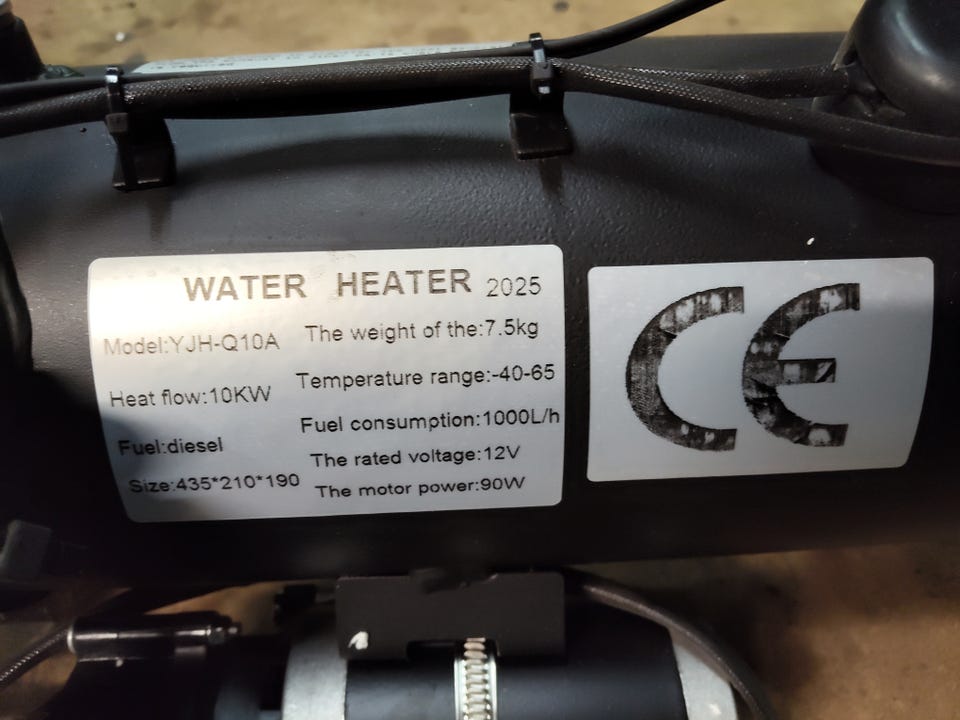 WATER HEATER 2025
Model:YJH-Q10A
The weight of the:7.5kg
Heat flow:10KW
Temperature range:-40-65
Fuel consumption:1000L/h
Fuel:diesel
The rated voltage:12V
Size:435*210*190
The motor power:90W
CE